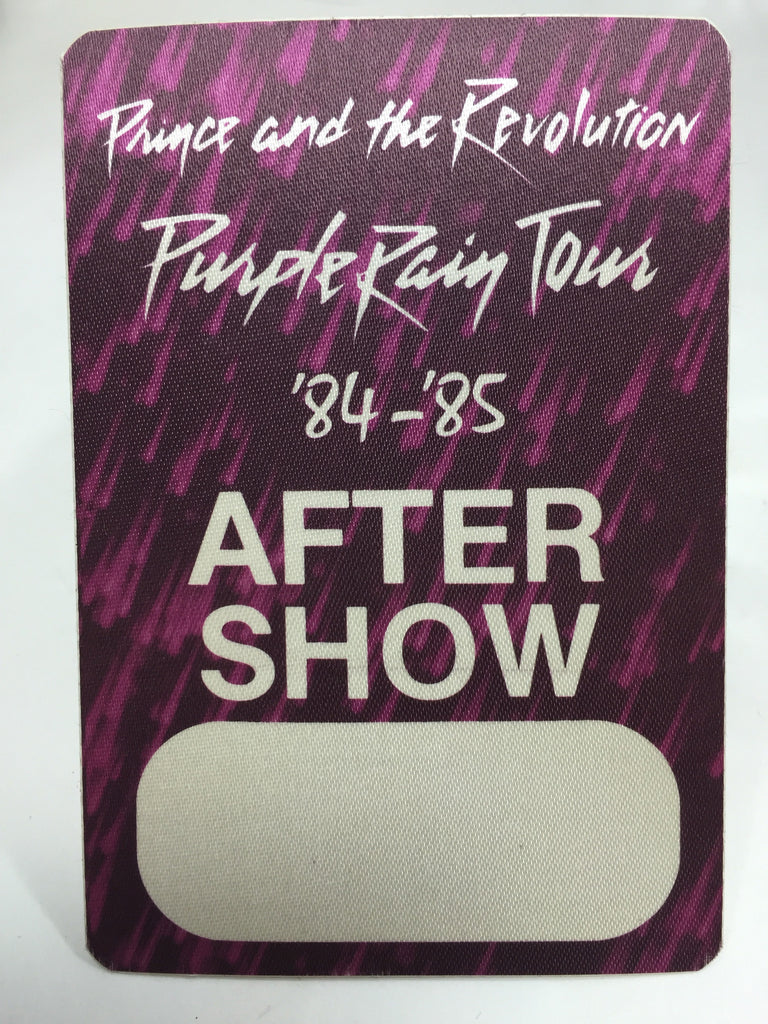 Prince and the Revolution
Purple Rain Tour
'84-'85
AFTER
SHOW